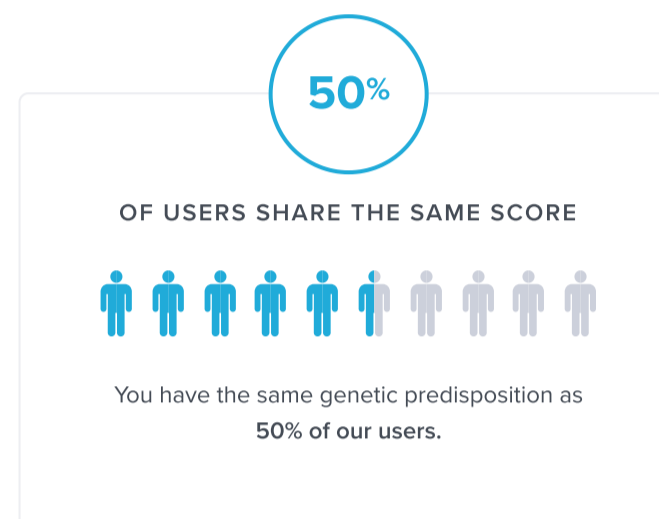 50%
OF USERS SHARE THE SAME SCORE
You have the same genetic predisposition as
50% of our users.